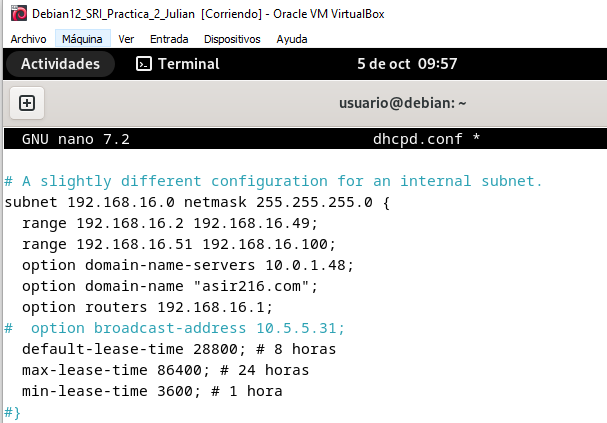 Debian12_SRI_Practica_2_Julian [Corriendo] - Oracle VM VirtualBox
Archivo Máquina Ver Entrada Dispositivos Ayuda
Actividades Terminal 5 de oct 09:57
usuario@debian: ~
GNU nano 7.2 dhcpd.conf *
# A slightly different configuration for an internal subnet.
subnet 192.168.16.0 netmask 255.255.255.0 {
  range 192.168.16.2 192.168.16.49;
  range 192.168.16.51 192.168.16.100;
  option domain-name-servers 10.0.1.48;
  option domain-name "asir216.com";
  option routers 192.168.16.1;
#  option broadcast-address 10.5.5.31;
  default-lease-time 28800; # 8 horas
  max-lease-time 86400; # 24 horas
  min-lease-time 3600; # 1 hora
#}